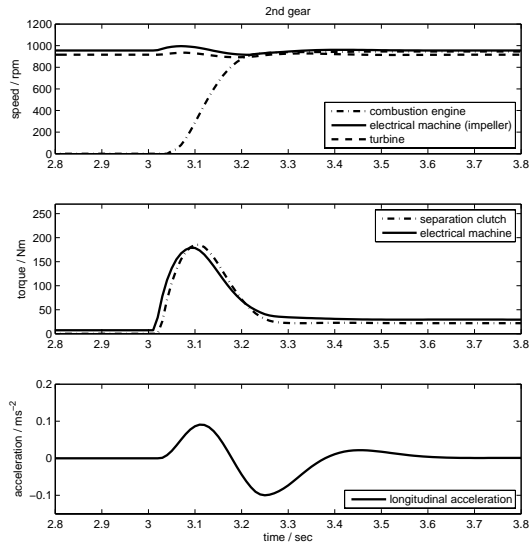 2nd gear
1200
1000
800
600
400
200
0
speed / rpm
combustion engine
electrical machine (impeller)
turbine
2.8 2.9 3 3.1 3.2 3.3 3.4 3.5 3.6 3.7 3.8
250
200
150
100
50
0
torque / Nm
separation clutch
electrical machine
2.8 2.9 3 3.1 3.2 3.3 3.4 3.5 3.6 3.7 3.8
0.2
0.1
0
−0.1
acceleration / ms−2
longitudinal acceleration
2.8 2.9 3 3.1 3.2 3.3 3.4 3.5 3.6 3.7 3.8
time / sec